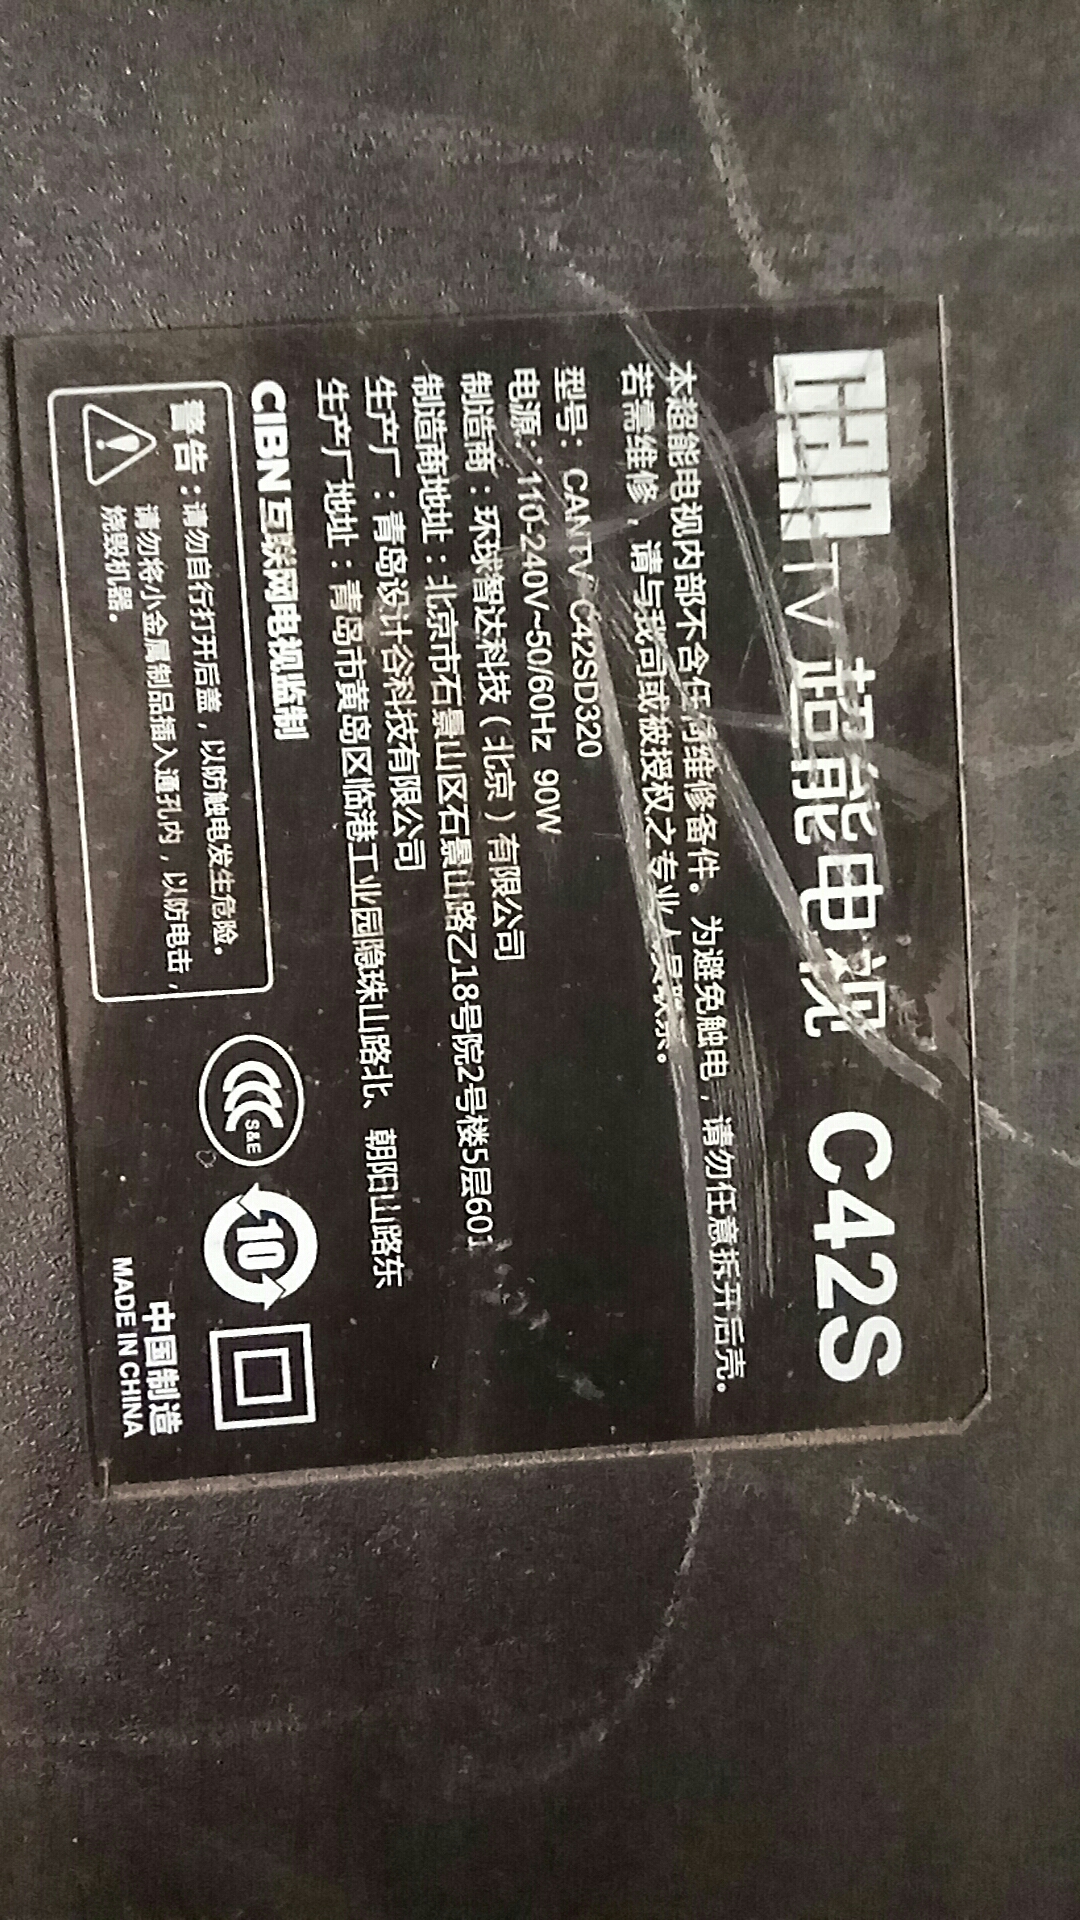 CANTV超能电视 C42S
本超能电视内部不含任何维修备件。为避免触电，请勿任意拆开后壳。
若需维修，请与我司或被授权之专业人员联系。
型号：CANTV C42SD320
电源：110-240V~50/60Hz 90W
制造商：环球智达科技（北京）有限公司
制造商地址：北京市石景山区石景山路乙18号院2号楼5层601
生产厂：青岛设计谷科技有限公司
生产厂地址：青岛市黄岛区临港工业园隐珠山路北、朝阳山路东
CIBN互联网电视监制
警告：请勿自行打开后盖，以防触电发生危险。
请勿将小金属制品插入通孔内，以防电击，
烧毁机器。
S&E
10
中国制造
MADE IN CHINA